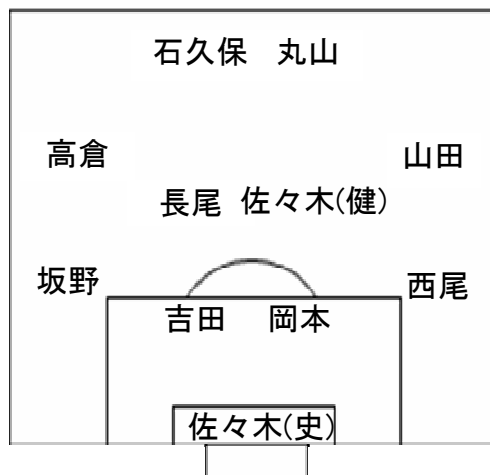 石久保 丸山
高倉 山田
長尾 佐々木(健)
坂野 西尾
吉田 岡本
佐々木(史)